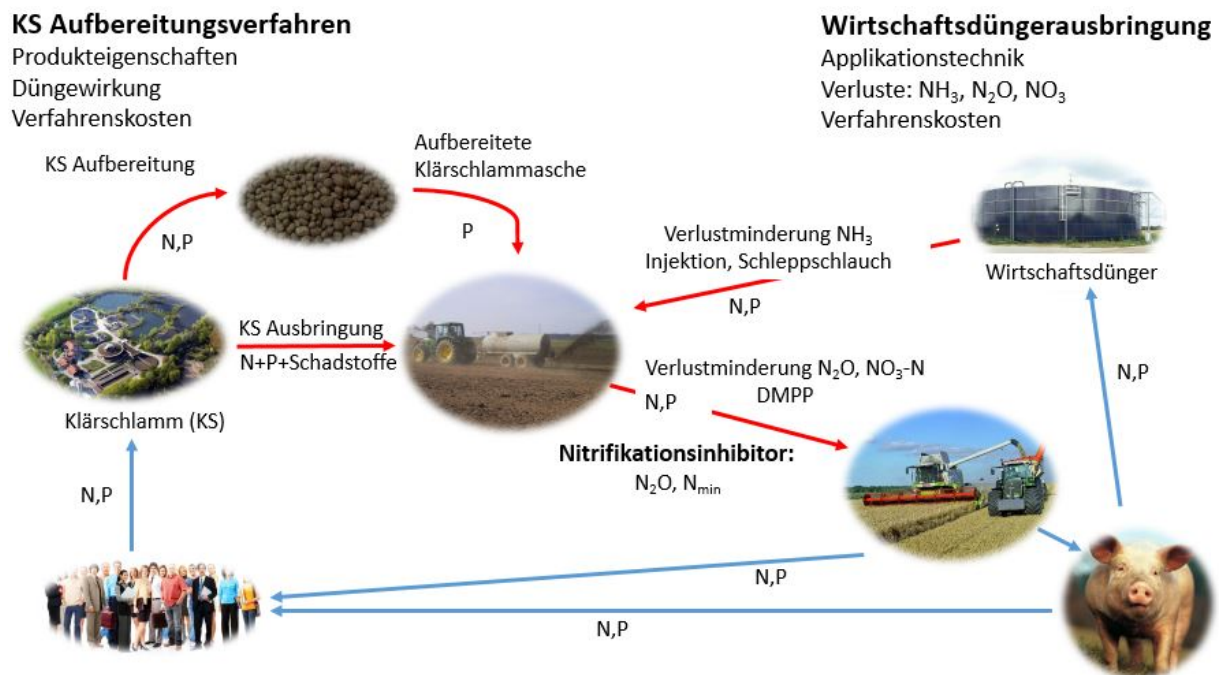 KS Aufbereitungsverfahren
Produkteigenschaften
Düngewirkung
Verfahrenskosten
Wirtschaftsdüngerausbringung
Applikationstechnik
Verluste: NH₃, N₂O, NO₃
Verfahrenskosten
KS Aufbereitung
N,P
Aufbereitete
Klärschlammasche
P
Verlustminderung NH₃
Injektion, Schleppschlauch
N,P
Wirtschaftsdünger
KS Ausbringung
N+P+Schadstoffe
Klärschlamm (KS)
Verlustminderung N₂O, NO₃-N
DMPP
N,P
N,P
Nitrifikationsinhibitor:
N₂O, Nₘᵢₙ
N,P
N,P
N,P